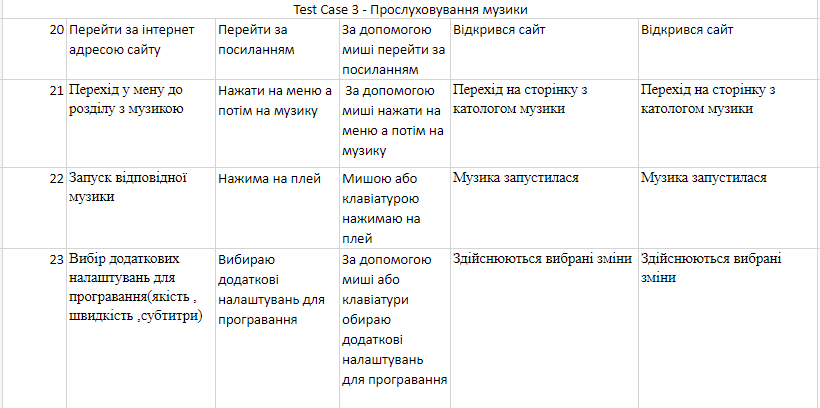 Test Case 3 - Прослуховування музики
20
Перейти за інтернет
адресою сайту
Перейти за
посиланням
За допомогою
миші перейти за
посиланням
Відкрився сайт
Відкрився сайт
21
Перехід у мену до
розділу з музикою
Нажати на меню а
потім на музику
За допомогою
миші нажати на
меню а потім на
музику
Перехід на сторінку з
катологом музики
Перехід на сторінку з
катологом музики
22
Запуск відповідної
музики
Нажима на плей
Мишою або
клавіатурою
нажимаю на
плей
Музика запустилася
Музика запустилася
23
Вибір додаткових
налаштувань для
програвання(якість ,
швидкість ,субтитри)
Вибираю
додаткові
налаштувань для
програвання
За допомогою
миші або
клавіатури
обираю
додаткові
налаштувань
для програвання
Здійснюються вибрані зміни
Здійснюються вибрані
зміни